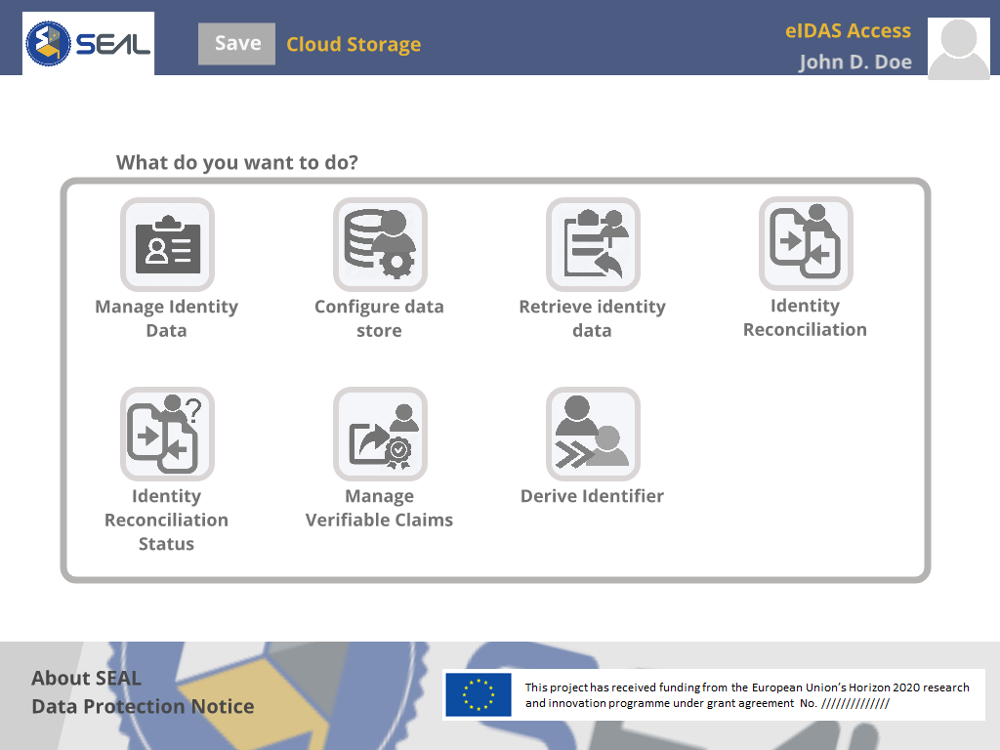 SEAL
Save
Cloud Storage
eIDAS Access
John D. Doe
What do you want to do?
Manage Identity
Data
Configure data
store
Retrieve identity
data
Identity
Reconciliation
?
Identity
Reconciliation
Status
Manage
Verifiable Claims
Derive Identifier
About SEAL
Data Protection Notice
This project has received funding from the European Union's Horizon 2020 research
and innovation programme under grant agreement No. //////////////